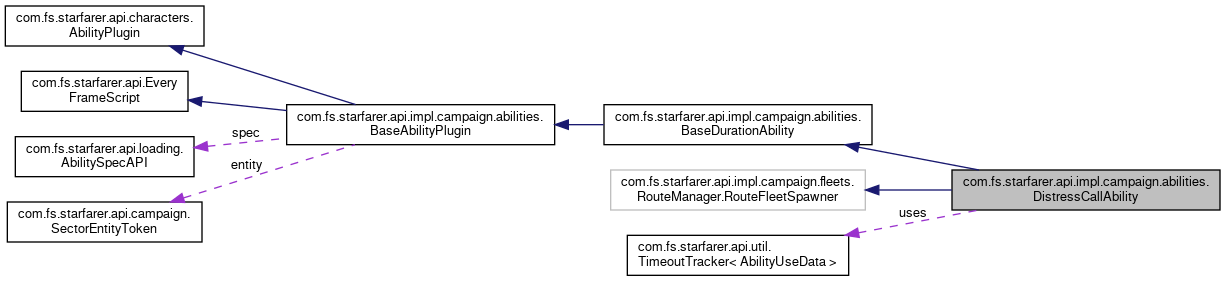 com.fs.starfarer.api.characters.
AbilityPlugin
com.fs.starfarer.api.Every
FrameScript
com.fs.starfarer.api.loading.
AbilitySpecAPI
com.fs.starfarer.api.campaign.
SectorEntityToken
spec
entity
com.fs.starfarer.api.impl.campaign.abilities.
BaseAbilityPlugin
com.fs.starfarer.api.impl.campaign.abilities.
BaseDurationAbility
com.fs.starfarer.api.impl.campaign.fleets.
RouteManager.RouteFleetSpawner
com.fs.starfarer.api.util.
TimeoutTracker< AbilityUseData >
uses
com.fs.starfarer.api.impl.campaign.abilities.
DistressCallAbility